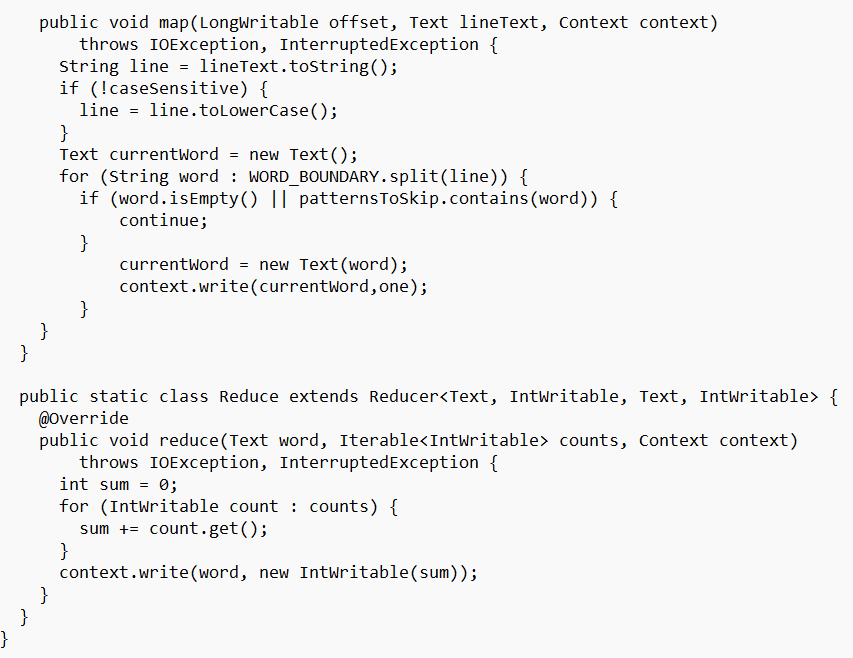 public void map(LongWritable offset, Text lineText, Context context)
throws IOException, InterruptedException {
String line = lineText.toString();
if (!caseSensitive) {
line = line.toLowerCase();
}
Text currentWord = new Text();
for (String word : WORD_BOUNDARY.split(line)) {
if (word.isEmpty() || patternsToSkip.contains(word)) {
continue;
}
currentWord = new Text(word);
context.write(currentWord,one);
}
}
}
public static class Reduce extends Reducer<Text, IntWritable, Text, IntWritable> {
@Override
public void reduce(Text word, Iterable<IntWritable> counts, Context context)
throws IOException, InterruptedException {
int sum = 0;
for (IntWritable count : counts) {
sum += count.get();
}
context.write(word, new IntWritable(sum));
}
}
}